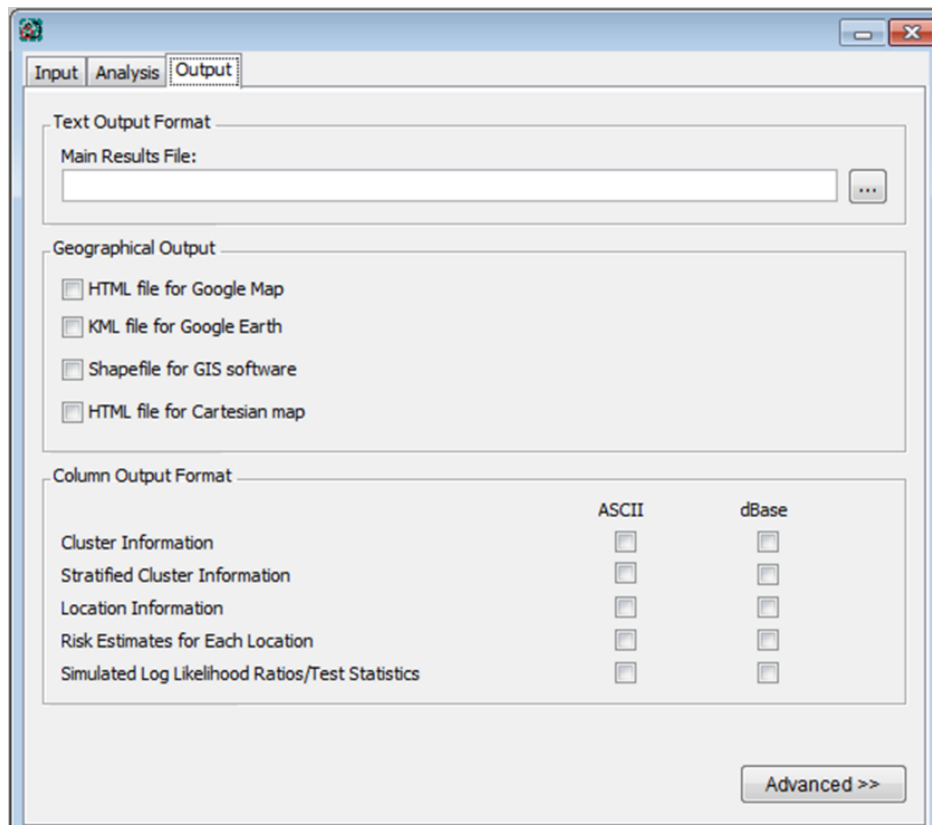 Input Analysis Output
Text Output Format
Main Results File:
...
Geographical Output
HTML file for Google Map
KML file for Google Earth
Shapefile for GIS software
HTML file for Cartesian map
Column Output Format
ASCII dBase
Cluster Information
Stratified Cluster Information
Location Information
Risk Estimates for Each Location
Simulated Log Likelihood Ratios/Test Statistics
Advanced >>